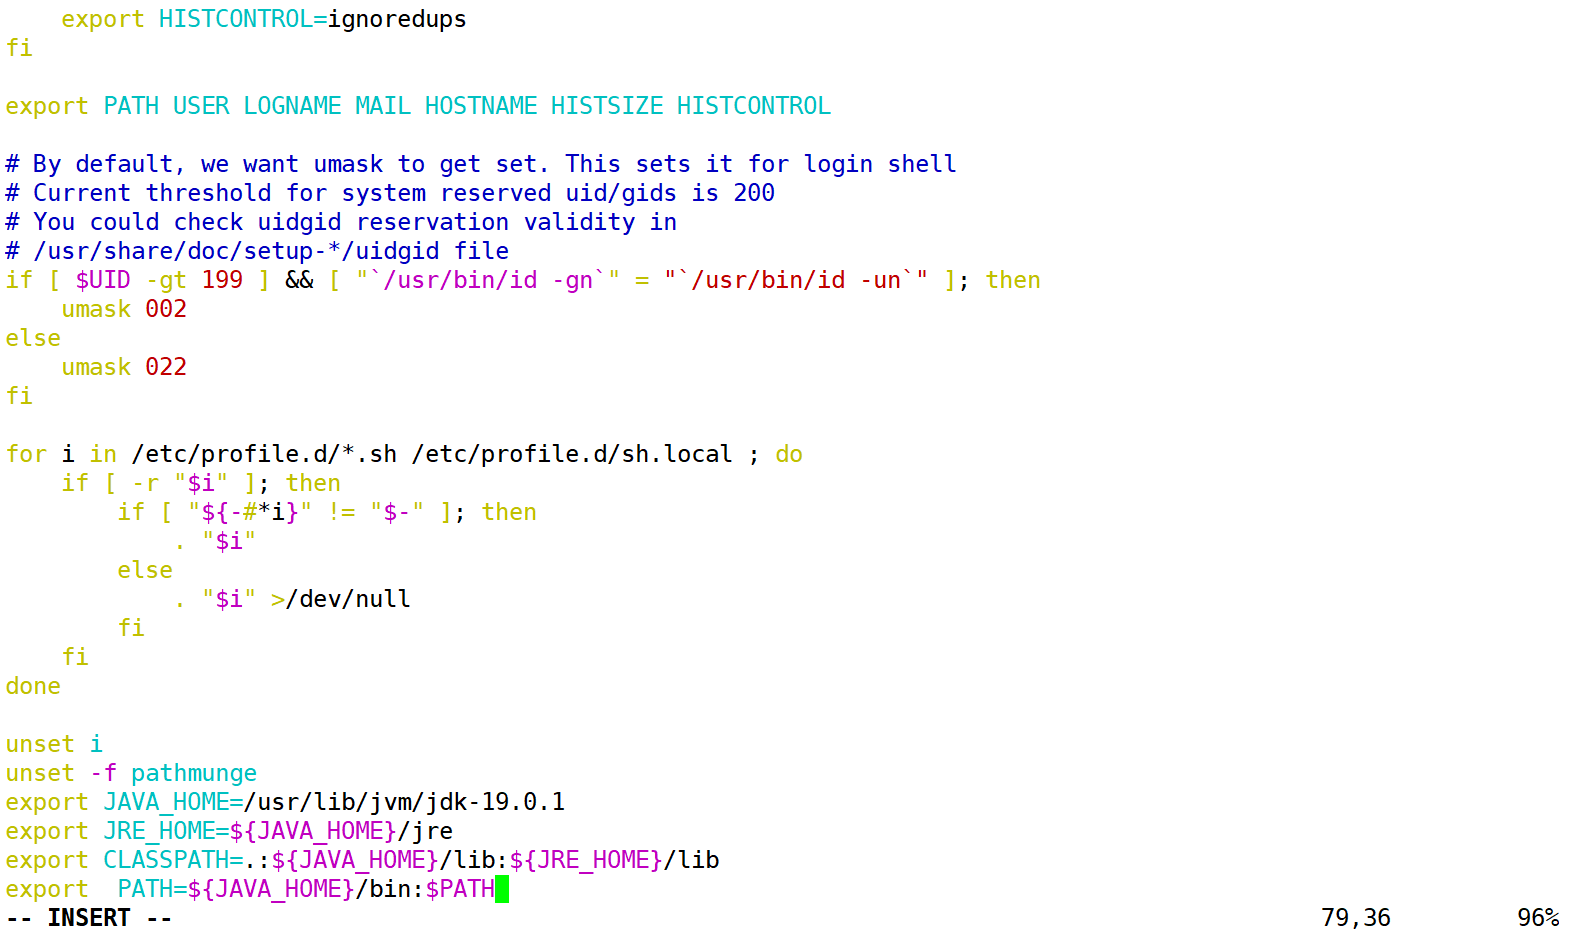 export HISTCONTROL=ignoredups
fi

export PATH USER LOGNAME MAIL HOSTNAME HISTSIZE HISTCONTROL

# By default, we want umask to get set. This sets it for login shell
# Current threshold for system reserved uid/gids is 200
# You could check uidgid reservation validity in
# /usr/share/doc/setup-*/uidgid file
if [ $UID -gt 199 ] && [ "`/usr/bin/id -gn`" = "`/usr/bin/id -un`" ]; then
    umask 002
else
    umask 022
fi

for i in /etc/profile.d/*.sh /etc/profile.d/sh.local ; do
    if [ -r "$i" ]; then
        if [ "${-#*i}" != "$-" ]; then
            . "$i"
        else
            . "$i" >/dev/null
        fi
    fi
done

unset i
unset -f pathmunge
export JAVA_HOME=/usr/lib/jvm/jdk-19.0.1
export JRE_HOME=${JAVA_HOME}/jre
export CLASSPATH=.:${JAVA_HOME}/lib:${JRE_HOME}/lib
export  PATH=${JAVA_HOME}/bin:$PATH
-- INSERT -- 79,36 96%